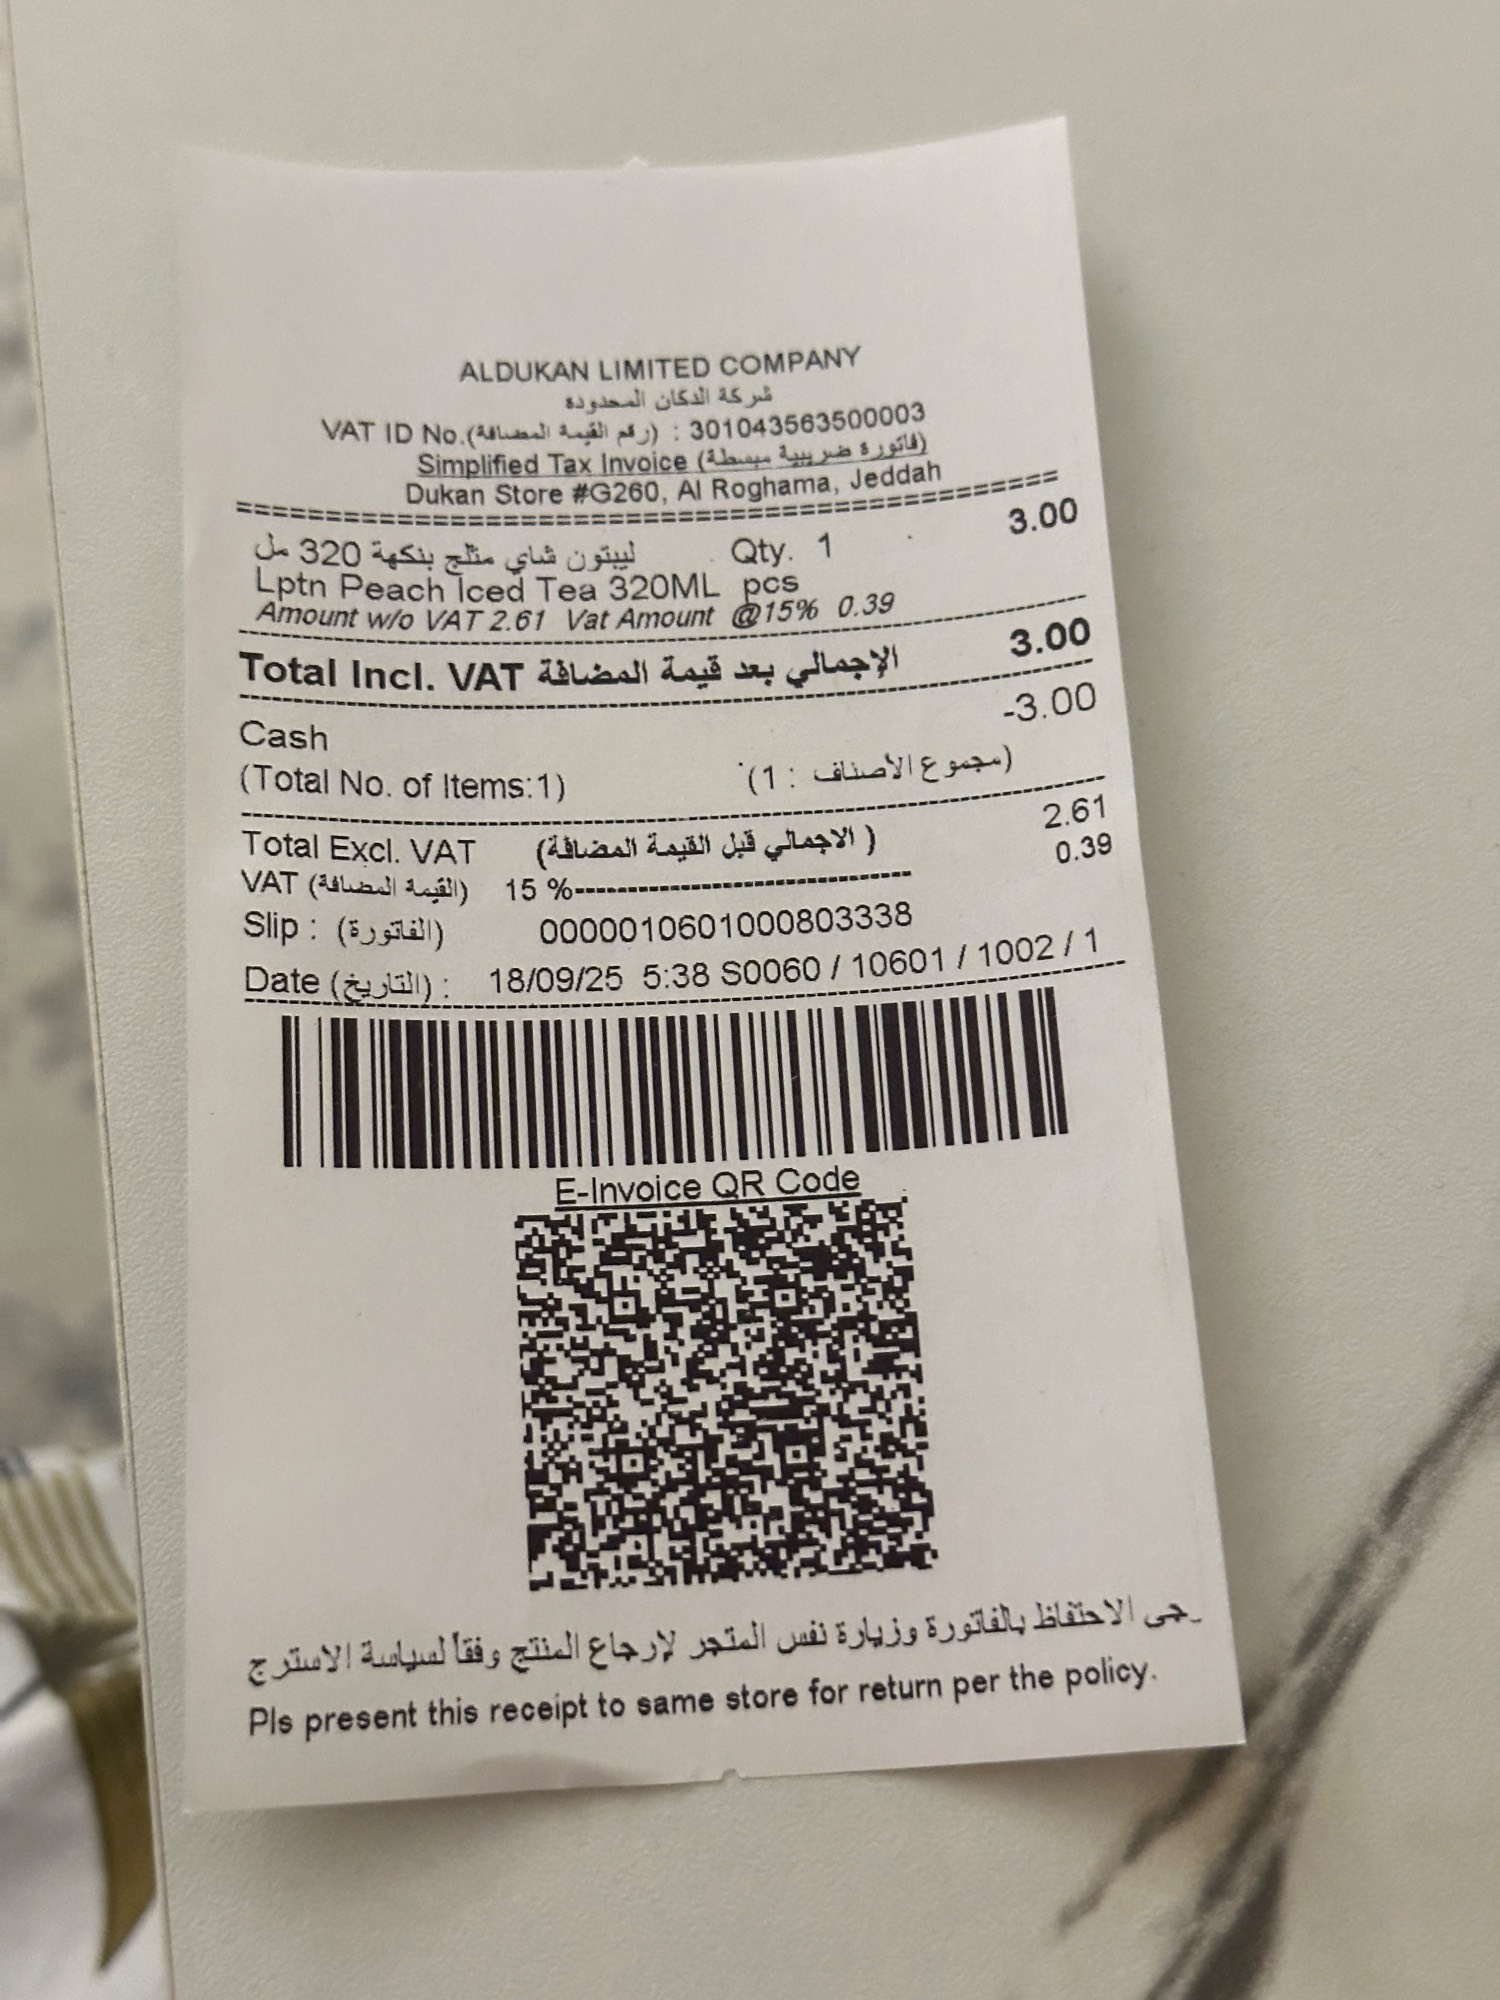 ALDUKAN LIMITED COMPANY
شركة الدكان المحدودة
VAT ID No.(رقم القيمة المضافة) : 301043563500003
Simplified Tax Invoice (فاتورة ضريبية مبسطة)
Dukan Store #G260, Al Roghama, Jeddah
==================================================
ليبتون شاي مثلج بنكهة 320 مل Qty. 1 3.00
Lptn Peach Iced Tea 320ML pcs
Amount w/o VAT 2.61 Vat Amount @15% 0.39
Total Incl. VAT الإجمالي بعد قيمة المضافة 3.00
Cash -3.00
(Total No. of Items:1) (مجموع الأصناف : 1)
Total Excl. VAT (الاجمالي قبل القيمة المضافة) 2.61
VAT (القيمة المضافة) 15 %------------------------------ 0.39
Slip : (الفاتورة) 0000010601000803338
Date (التاريخ) : 18/09/25 5:38 S0060 / 10601 / 1002 / 1
E-Invoice QR Code
جى الاحتفاظ بالفاتورة وزيارة نفس المتجر لإرجاع المنتج وفقاً لسياسة الاسترج
Pls present this receipt to same store for return per the policy.